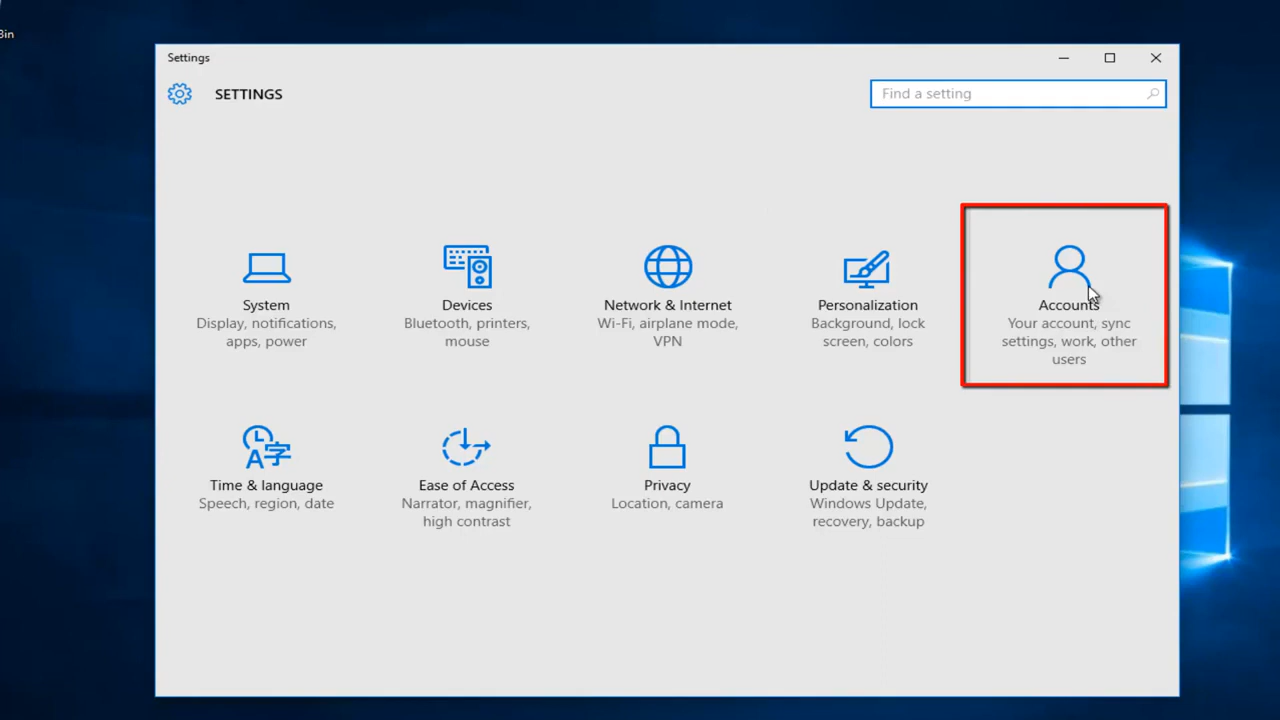 Bin
Settings
SETTINGS
Find a setting
System
Display, notifications,
apps, power
Devices
Bluetooth, printers,
mouse
Network & Internet
Wi-Fi, airplane mode,
VPN
Personalization
Background, lock
screen, colors
Accounts
Your account, sync
settings, work, other
users
Time & language
Speech, region, date
Ease of Access
Narrator, magnifier,
high contrast
Privacy
Location, camera
Update & security
Windows Update,
recovery, backup